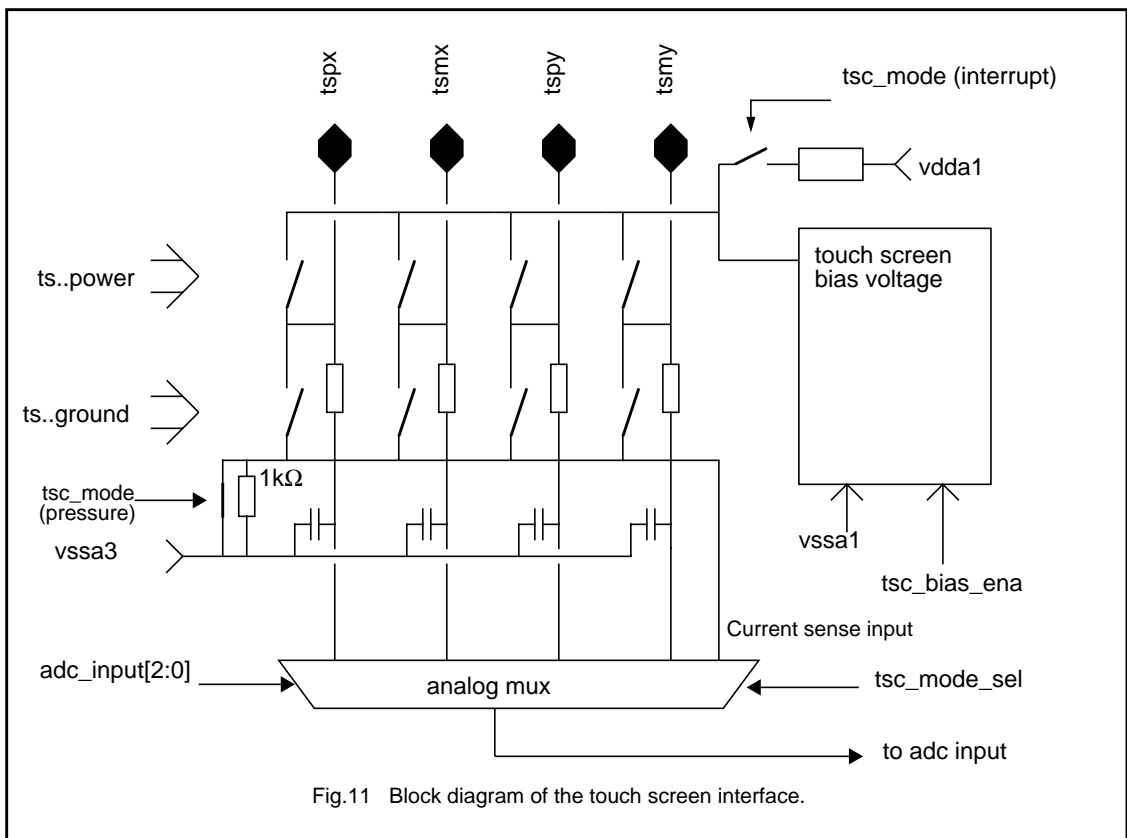 tspx
tsmx
tspy
tsmy
tsc_mode (interrupt)
vdda1
touch screen
bias voltage
ts..power
ts..ground
1kΩ
tsc_mode
(pressure)
vssa3
vssa1
tsc_bias_ena
Current sense input
adc_input[2:0]
analog mux
tsc_mode_sel
to adc input
Fig.11 Block diagram of the touch screen interface.